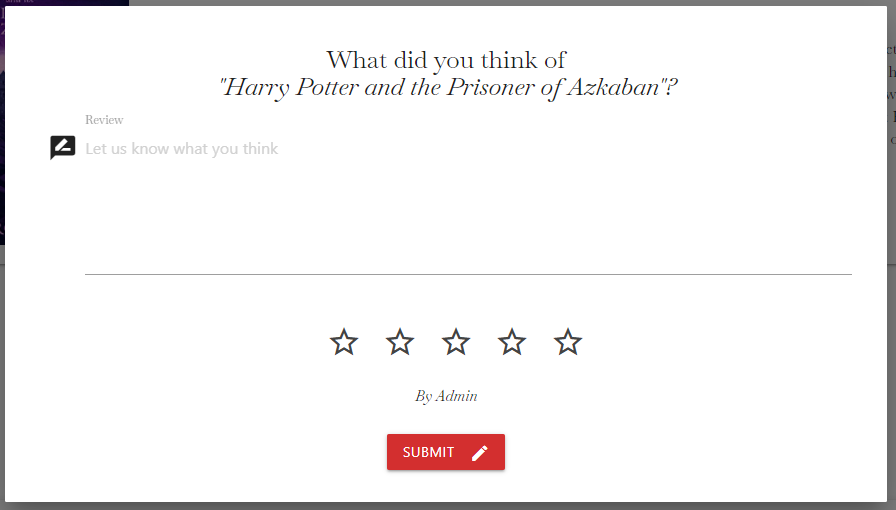 What did you think of
"Harry Potter and the Prisoner of Azkaban"?
Review
Let us know what you think
By Admin
SUBMIT